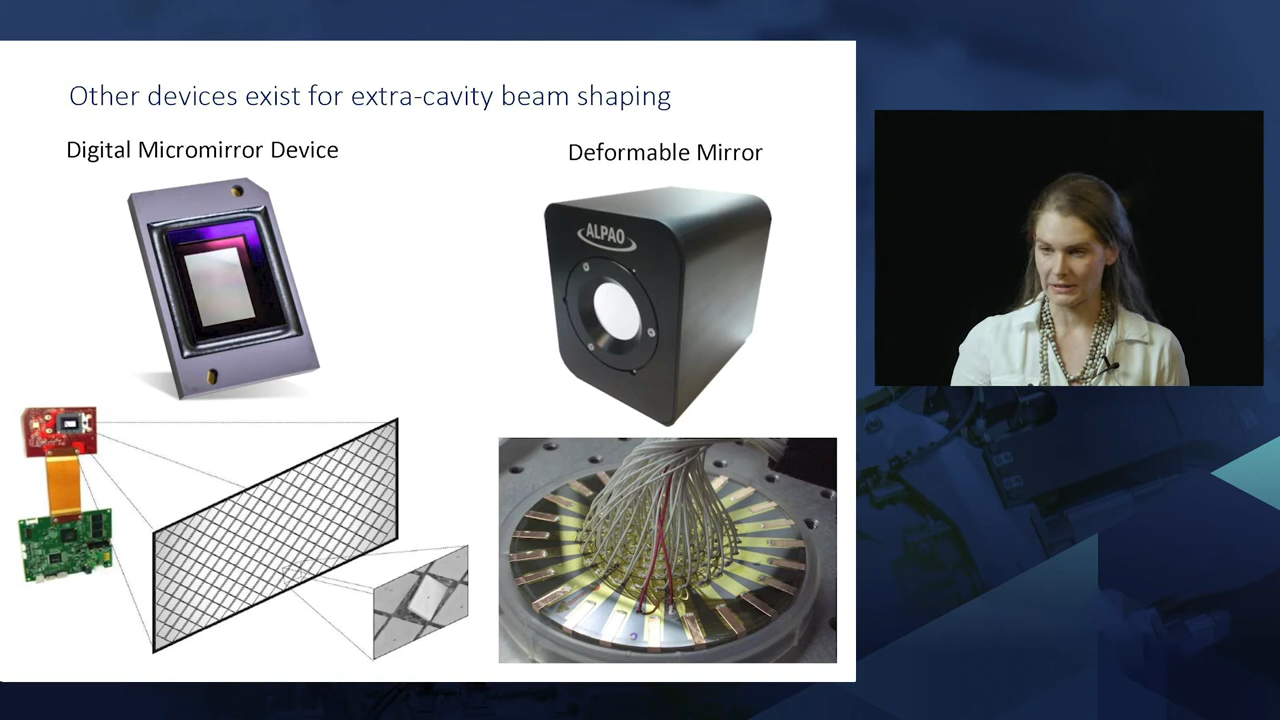 Other devices exist for extra-cavity beam shaping
Digital Micromirror Device
Deformable Mirror
ALPAO